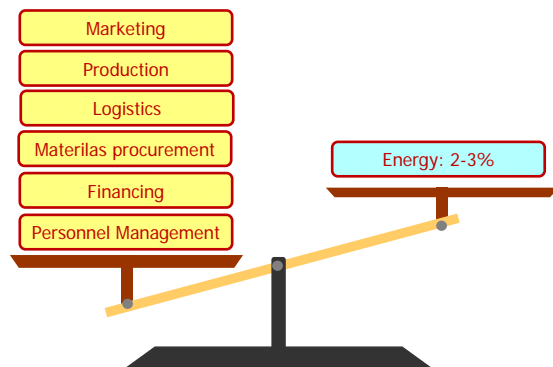 Marketing
Production
Logistics
Materilas procurement
Financing
Personnel Management
Energy: 2-3%